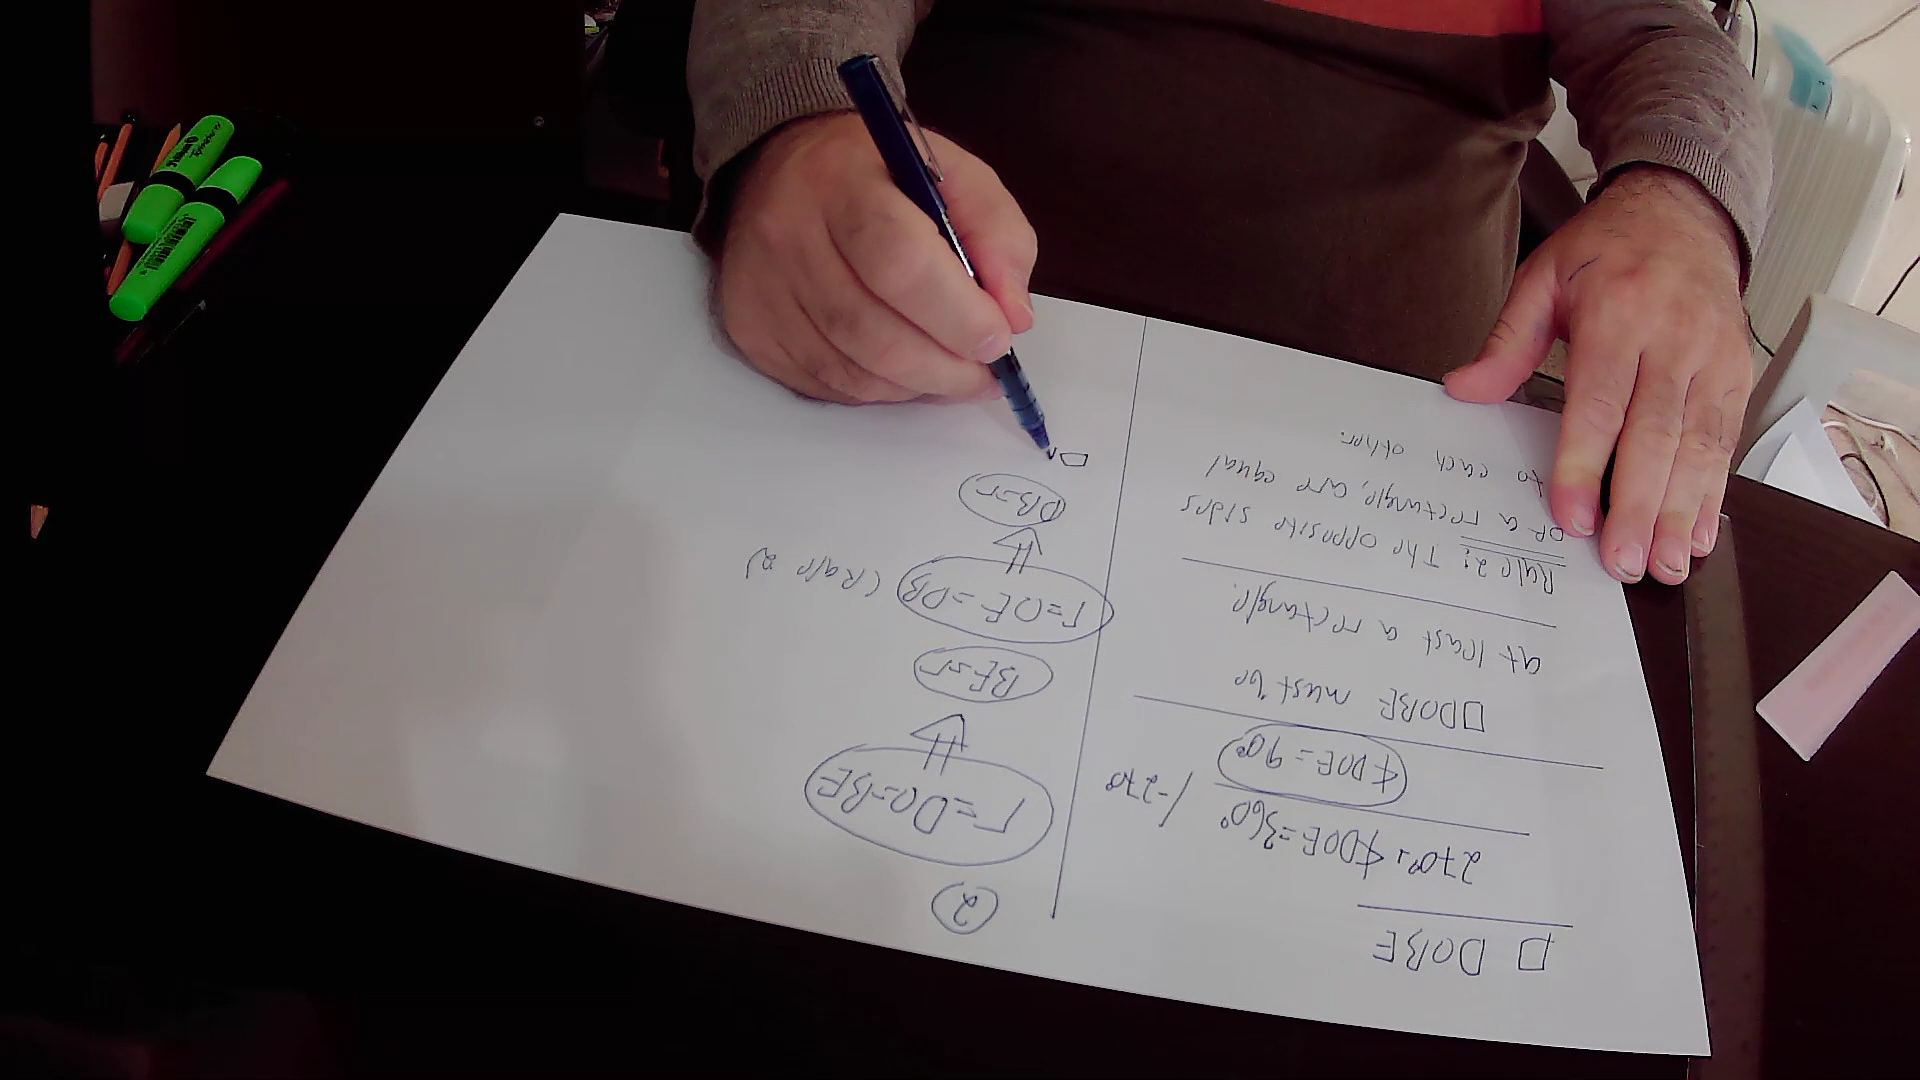 □ DOBE
270°+∡DOE=360° /-270°
∡DOE=90°
□DOBE must be
at least a rectangle.
Rule 2: The opposite sides
of a rectangle, are equal
to each other.
2
r=DO=BE
⇓
BE=r
r=OE=DB (Rule 2)
⇓
DB=r
□